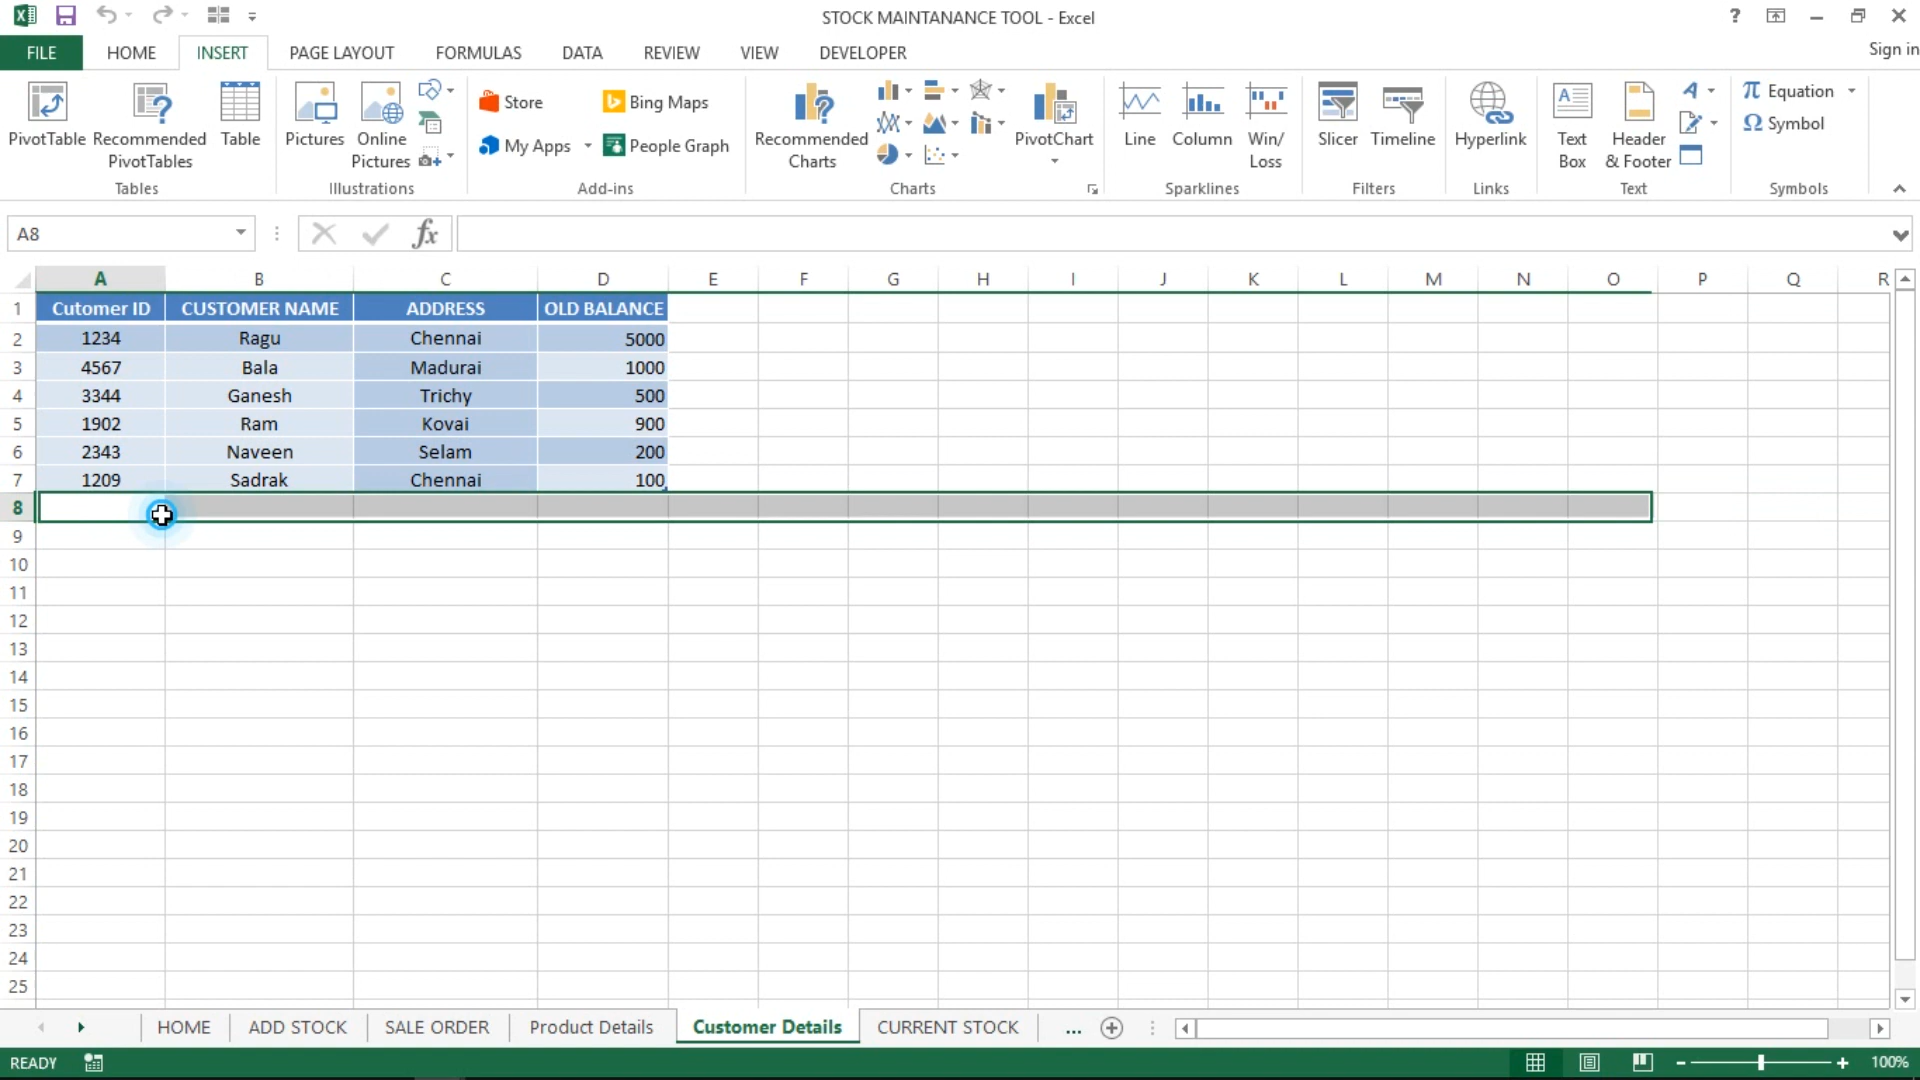 STOCK MAINTANANCE TOOL - Excel
?
Sign in
FILE HOME INSERT PAGE LAYOUT FORMULAS DATA REVIEW VIEW DEVELOPER
PivotTable
Recommended
PivotTables
Table
Tables
Pictures
Online
Pictures
Illustrations
Store
My Apps
Bing Maps
People Graph
Add-ins
Recommended
Charts
PivotChart
Charts
Line
Column
Win/
Loss
Sparklines
Slicer
Timeline
Filters
Hyperlink
Links
Text
Box
Header
& Footer
Text
π Equation
Ω Symbol
Symbols
A8
fx
A B C D E F G H I J K L M N O P Q R
1 Cutomer ID CUSTOMER NAME ADDRESS OLD BALANCE
2 1234 Ragu Chennai 5000
3 4567 Bala Madurai 1000
4 3344 Ganesh Trichy 500
5 1902 Ram Kovai 900
6 2343 Naveen Selam 200
7 1209 Sadrak Chennai 100
8
9
10
11
12
13
14
15
16
17
18
19
20
21
22
23
24
25
HOME ADD STOCK SALE ORDER Product Details Customer Details CURRENT STOCK ...
READY
100%